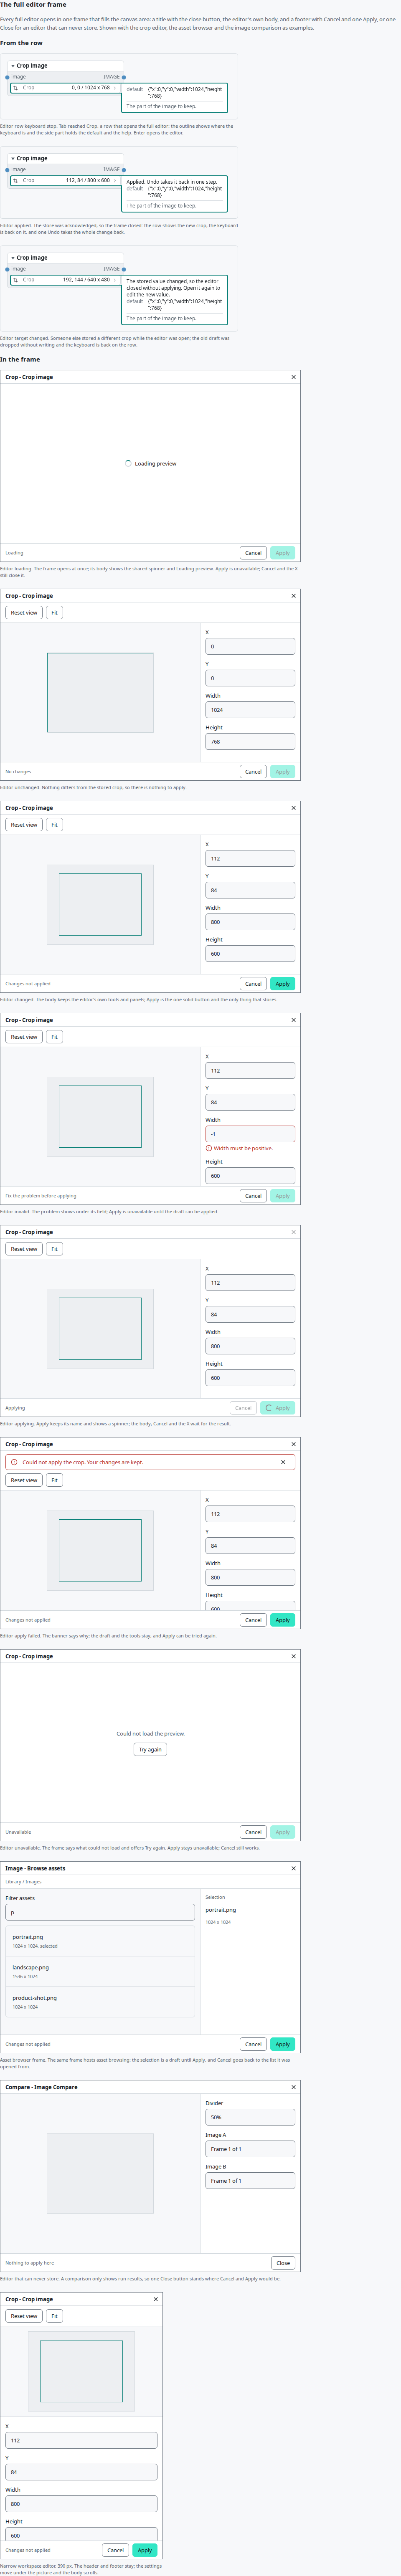 The full editor frame
Every full editor opens in one frame that fills the canvas area: a title with the close button, the editor's own body, and a footer with Cancel and one Apply, or one
Close for an editor that can never store. Shown with the crop editor, the asset browser and the image comparison as examples.
From the row
Crop image
image IMAGE
Crop 0, 0 / 1024 x 768
default {"x":0,"y":0,"width":1024,"height
":768}
The part of the image to keep.
Editor row keyboard stop. Tab reached Crop, a row that opens the full editor: the outline shows where the
keyboard is and the side part holds the default and the help. Enter opens the editor.
Crop image
image IMAGE
Crop 112, 84 / 800 x 600
Applied. Undo takes it back in one step.
default {"x":0,"y":0,"width":1024,"height
":768}
The part of the image to keep.
Editor applied. The store was acknowledged, so the frame closed: the row shows the new crop, the keyboard
is back on it, and one Undo takes the whole change back.
Crop image
image IMAGE
Crop 192, 144 / 640 x 480
The stored value changed, so the editor
closed without applying. Open it again to
edit the new value.
default {"x":0,"y":0,"width":1024,"height
":768}
The part of the image to keep.
Editor target changed. Someone else stored a different crop while the editor was open; the old draft was
dropped without writing and the keyboard is back on the row.
In the frame
Crop - Crop image
Loading preview
Loading Cancel Apply
Editor loading. The frame opens at once; its body shows the shared spinner and Loading preview. Apply is unavailable; Cancel and the X
still close it.
Crop - Crop image
Reset view Fit
X
0
Y
0
Width
1024
Height
768
No changes Cancel Apply
Editor unchanged. Nothing differs from the stored crop, so there is nothing to apply.
Crop - Crop image
Reset view Fit
X
112
Y
84
Width
800
Height
600
Changes not applied Cancel Apply
Editor changed. The body keeps the editor's own tools and panels; Apply is the one solid button and the only thing that stores.
Crop - Crop image
Reset view Fit
X
112
Y
84
Width
-1
Width must be positive.
Height
600
Fix the problem before applying Cancel Apply
Editor invalid. The problem shows under its field; Apply is unavailable until the draft can be applied.
Crop - Crop image
Reset view Fit
X
112
Y
84
Width
800
Height
600
Applying Cancel Apply
Editor applying. Apply keeps its name and shows a spinner; the body, Cancel and the X wait for the result.
Crop - Crop image
Could not apply the crop. Your changes are kept.
Reset view Fit
X
112
Y
84
Width
800
Height
600
Changes not applied Cancel Apply
Editor apply failed. The banner says why; the draft and the tools stay, and Apply can be tried again.
Crop - Crop image
Could not load the preview.
Try again
Unavailable Cancel Apply
Editor unavailable. The frame says what could not load and offers Try again. Apply stays unavailable; Cancel still works.
Image - Browse assets
Library / Images
Filter assets
p
portrait.png
1024 x 1024, selected
landscape.png
1536 x 1024
product-shot.png
1024 x 1024
Selection
portrait.png
1024 x 1024
Changes not applied Cancel Apply
Asset browser frame. The same frame hosts asset browsing: the selection is a draft until Apply, and Cancel goes back to the list it was
opened from.
Compare - Image Compare
Divider
50%
Image A
Frame 1 of 1
Image B
Frame 1 of 1
Nothing to apply here Close
Editor that can never store. A comparison only shows run results, so one Close button stands where Cancel and Apply would be.
Crop - Crop image
Reset view Fit
X
112
Y
84
Width
800
Height
600
Changes not applied Cancel Apply
Narrow workspace editor, 390 px. The header and footer stay; the settings
move under the picture and the body scrolls.